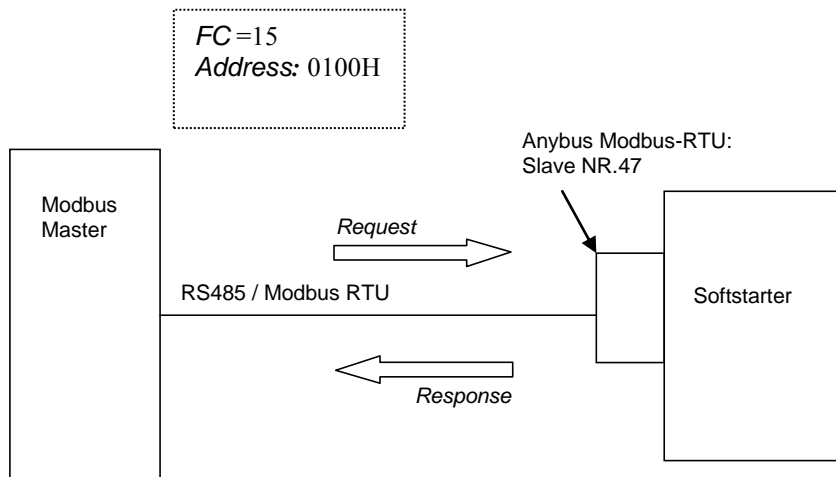 FC =15
Address: 0100H
Anybus Modbus-RTU:
Slave NR.47
Modbus
Master
Request
RS485 / Modbus RTU
Softstarter
Response